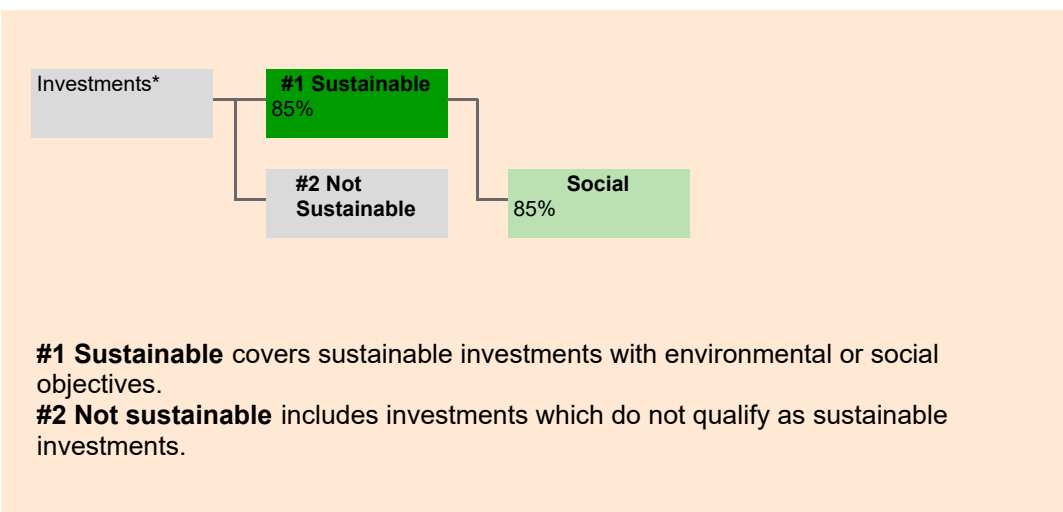 Investments*
#1 Sustainable
85%
#2 Not
Sustainable
Social
85%
#1 Sustainable covers sustainable investments with environmental or social
objectives.
#2 Not sustainable includes investments which do not qualify as sustainable
investments.